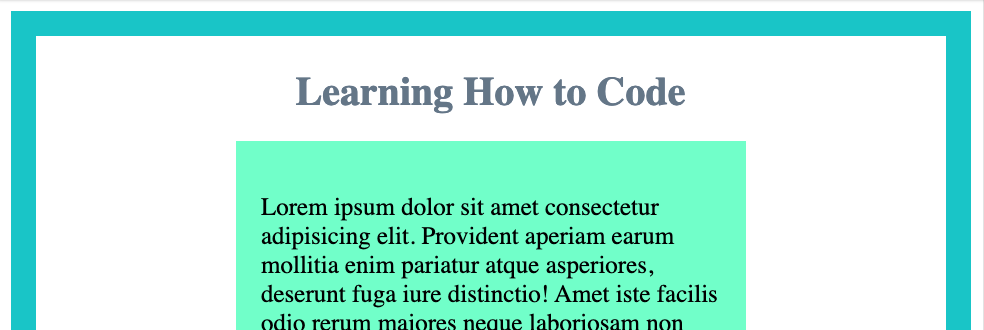 Learning How to Code
Lorem ipsum dolor sit amet consectetur
adipisicing elit. Provident aperiam earum
mollitia enim pariatur atque asperiores,
deserunt fuga iure distinctio! Amet iste facilis
odio rerum maiores neque laboriosam non